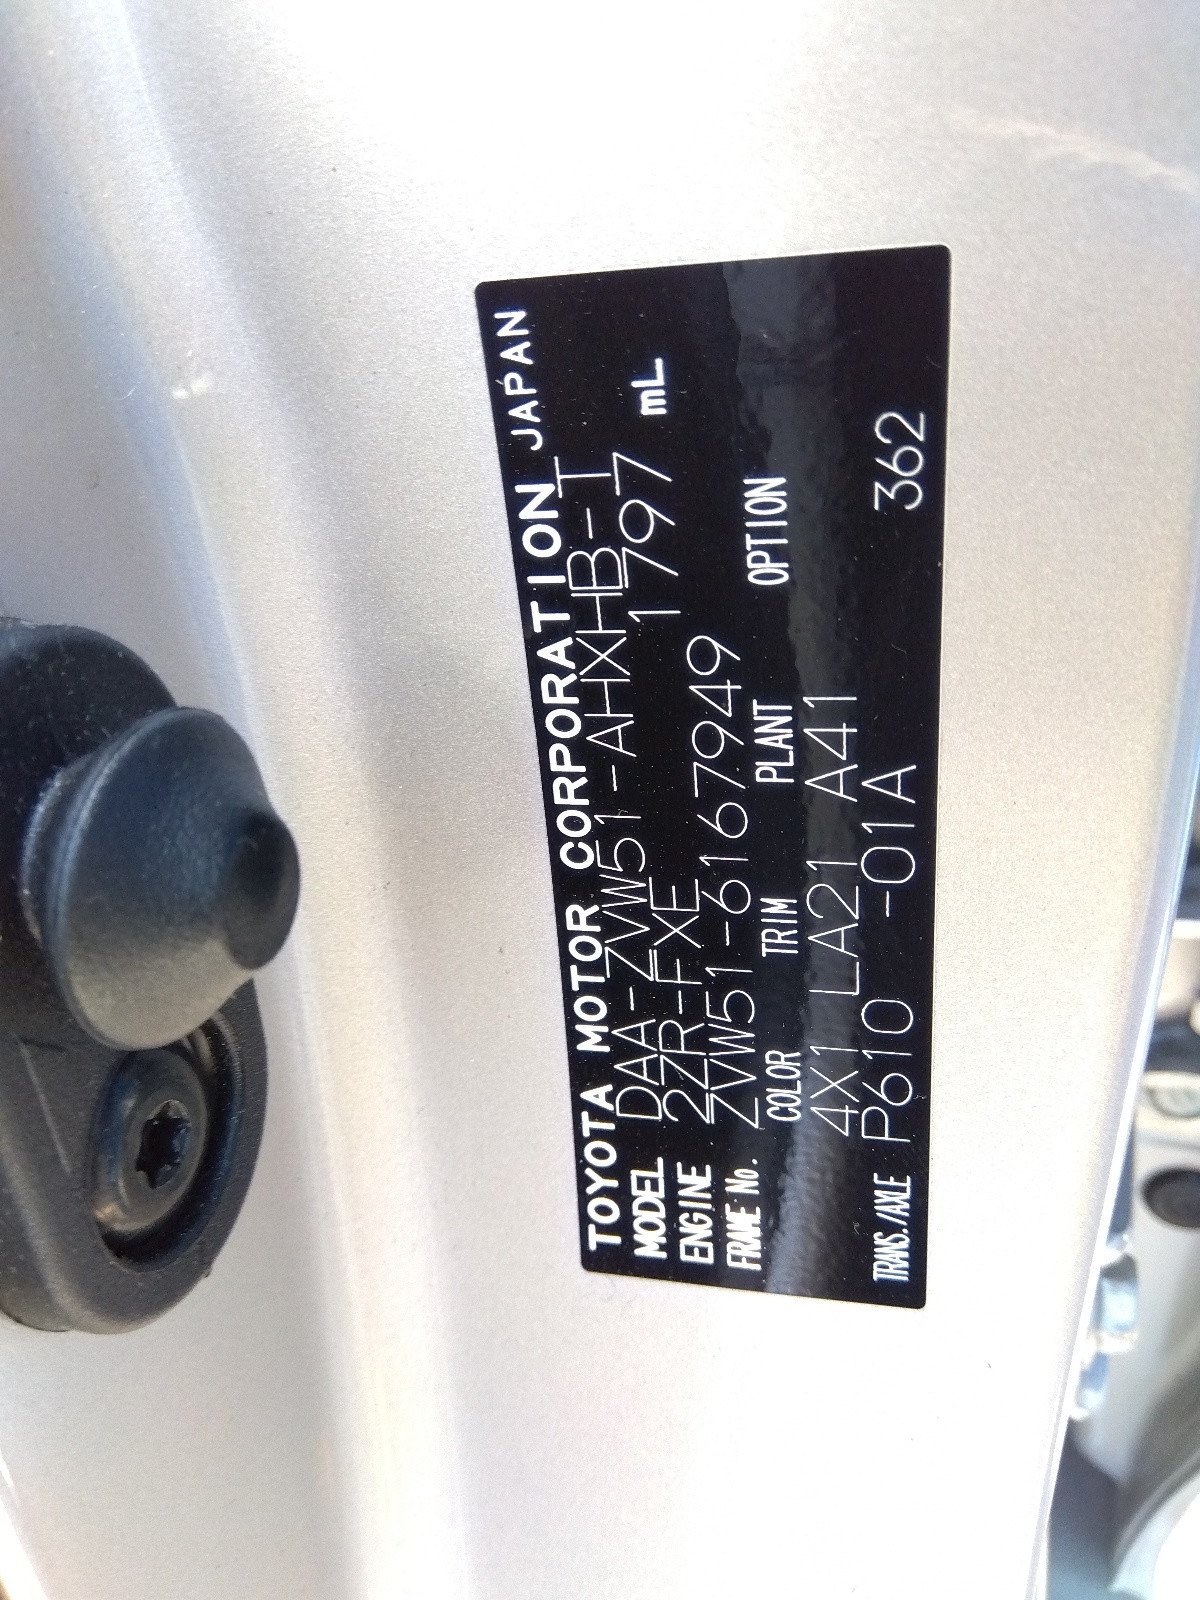 TOYOTA MOTOR CORPORATION JAPAN
MODEL DAA-ZVW51-AHXHB-T
ENGINE 2ZR-FXE 1797 mL
FRAME No. ZVW51-6167949
COLOR TRIM PLANT OPTION
4X1 LA21 A41
TRANS./AXLE P610 -01A 362